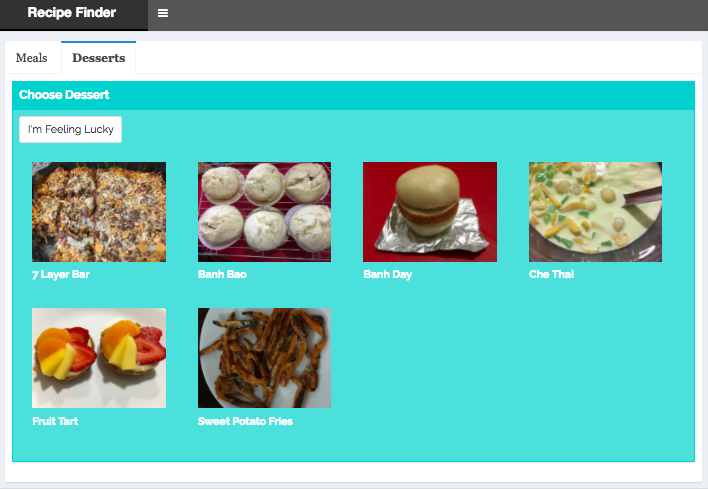 Recipe Finder
Meals
Desserts
Choose Dessert
I'm Feeling Lucky
7 Layer Bar
Banh Bao
Banh Day
Che Thai
Fruit Tart
Sweet Potato Fries